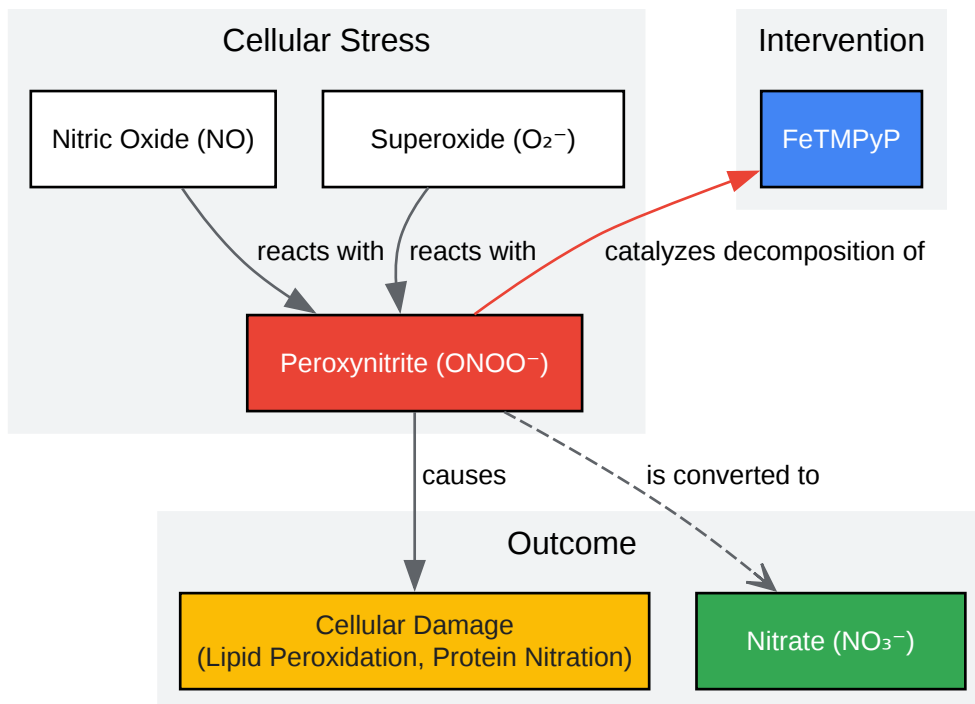 Cellular Stress
Intervention
Nitric Oxide (NO)
Superoxide (O₂⁻)
FeTMPyP
reacts with
reacts with
catalyzes decomposition of
Peroxynitrite (ONOO⁻)
causes
is converted to
Outcome
Cellular Damage
(Lipid Peroxidation, Protein Nitration)
Nitrate (NO₃⁻)